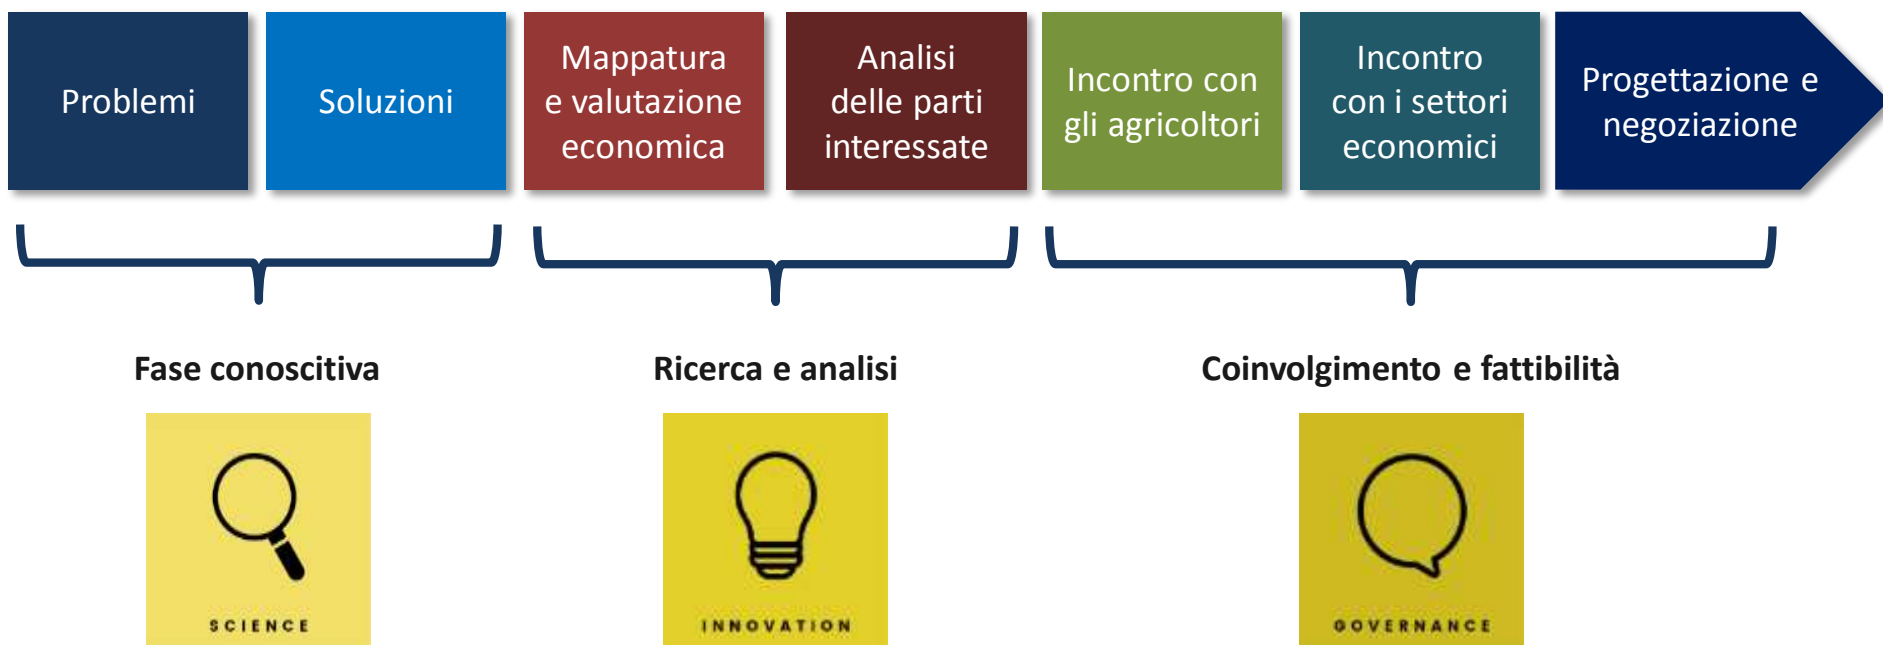 Problemi
Soluzioni
Mappatura
e valutazione
economica
Analisi
delle parti
interessate
Incontro con
gli agricoltori
Incontro
con i settori
economici
Progettazione e
negoziazione
Fase conoscitiva
Ricerca e analisi
Coinvolgimento e fattibilità
SCIENCE
INNOVATION
GOVERNANCE